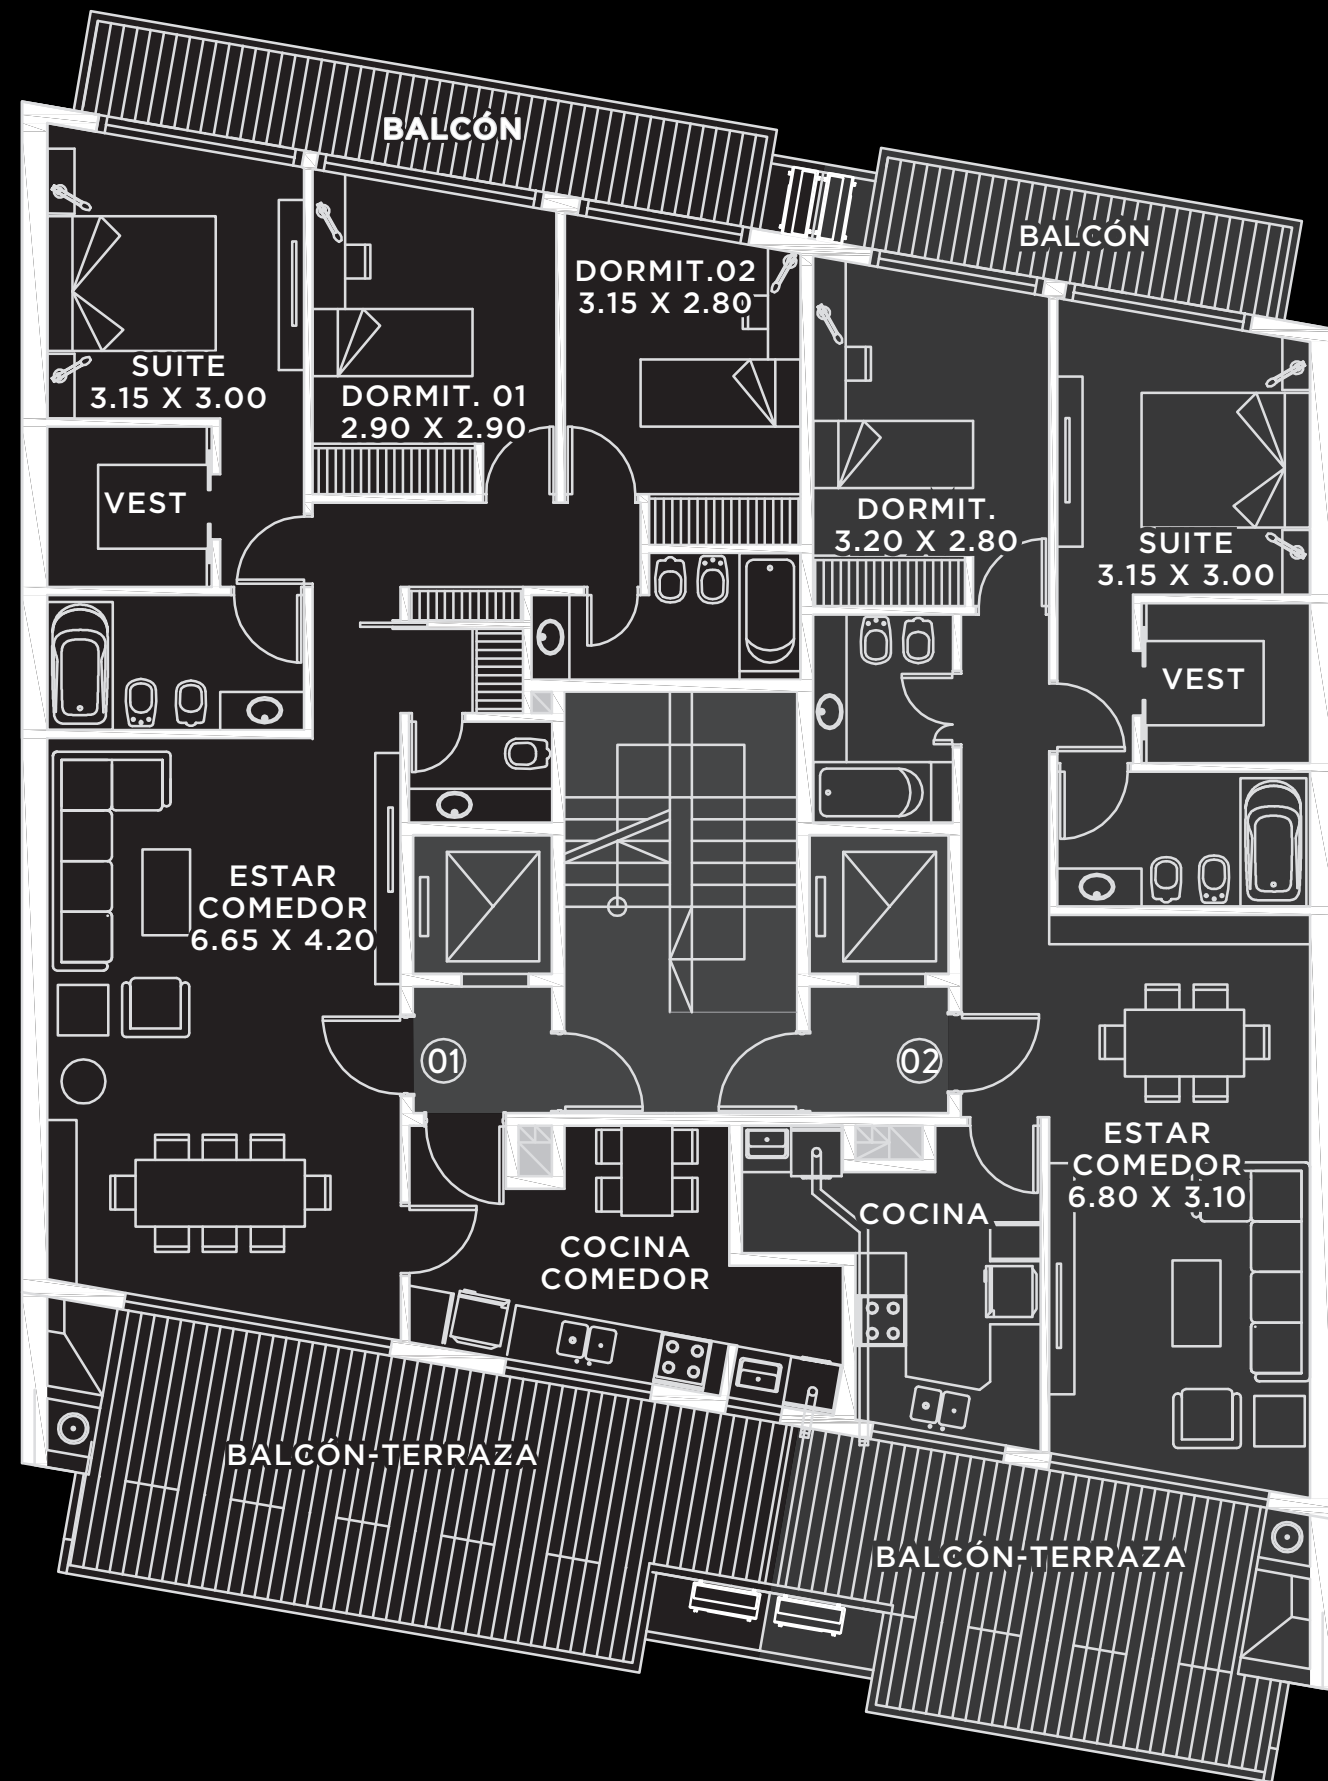 BALCÓN
BALCÓN
DORMIT.02
3.15 X 2.80
SUITE
3.15 X 3.00
DORMIT. 01
2.90 X 2.90
VEST
DORMIT.
3.20 X 2.80
SUITE
3.15 X 3.00
VEST
ESTAR
COMEDOR
6.65 X 4.20
01
02
ESTAR
COMEDOR
6.80 X 3.10
COCINA
COCINA
COMEDOR
BALCÓN-TERRAZA
BALCÓN-TERRAZA